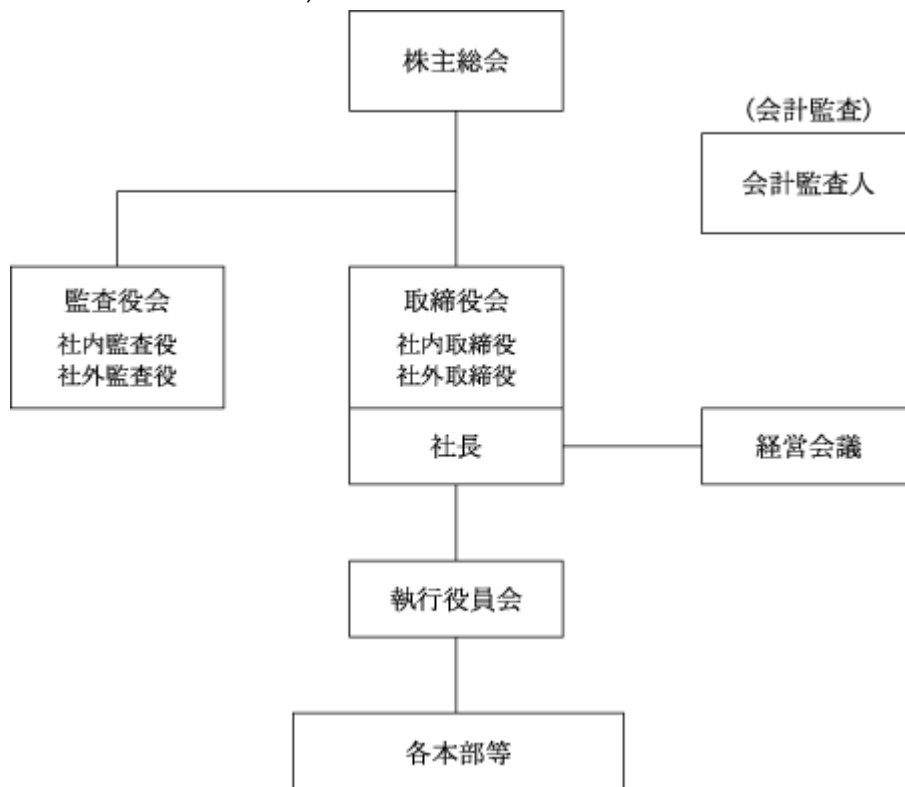 株主総会
(会計監査)
会計監査人
監査役会
社内監査役
社外監査役
取締役会
社内取締役
社外取締役
社長
経営会議
執行役員会
各本部等